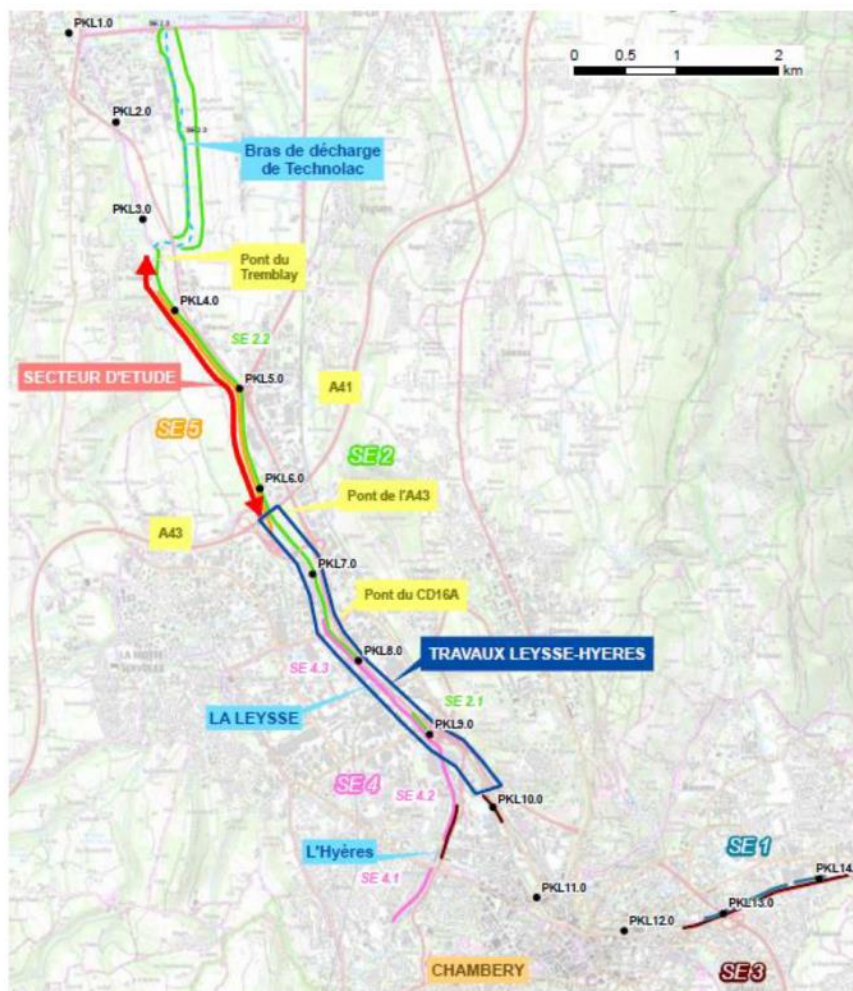 PKL1.0
0 0.5 1 2
km
PKL2.0
Bras de décharge
de Technolac
PKL3.0
Pont du
Tremblay
PKL4.0
SE 2.2
SECTEUR D'ETUDE
PKL5.0
A41
SE 5
SE 2
PKL6.0
Pont de l'A43
A43
PKL7.0
Pont du CD16A
PKL8.0
TRAVAUX LEYSSE-HYERES
SE 4.3
LA LEYSSE
SE 2.1
PKL9.0
SE 4
SE 4.2
PKL10.0
L'Hyères
SE 1
PKL14.
SE 4.1
PKL11.0
PKL13.0
PKL12.0
CHAMBERY
SE 3